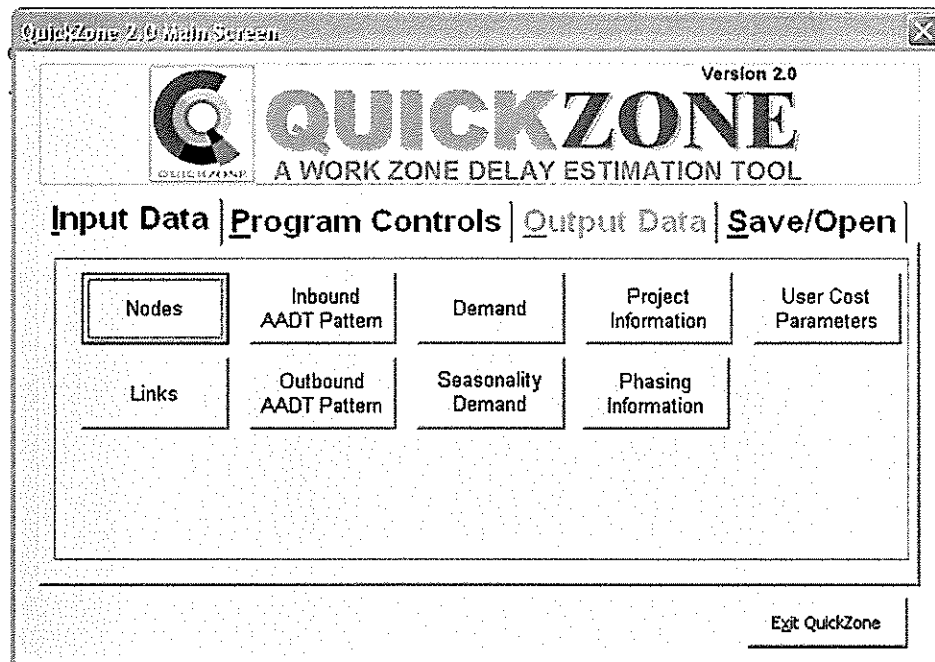 QuickZone 2.0 Main Screen
Version 2.0
QUICKZONE
QUICKZONE
A WORK ZONE DELAY ESTIMATION TOOL
Input Data Program Controls Output Data Save/Open
Nodes
Inbound
AADT Pattern
Demand
Project
Information
User Cost
Parameters
Links
Outbound
AADT Pattern
Seasonality
Demand
Phasing
Information
Exit QuickZone